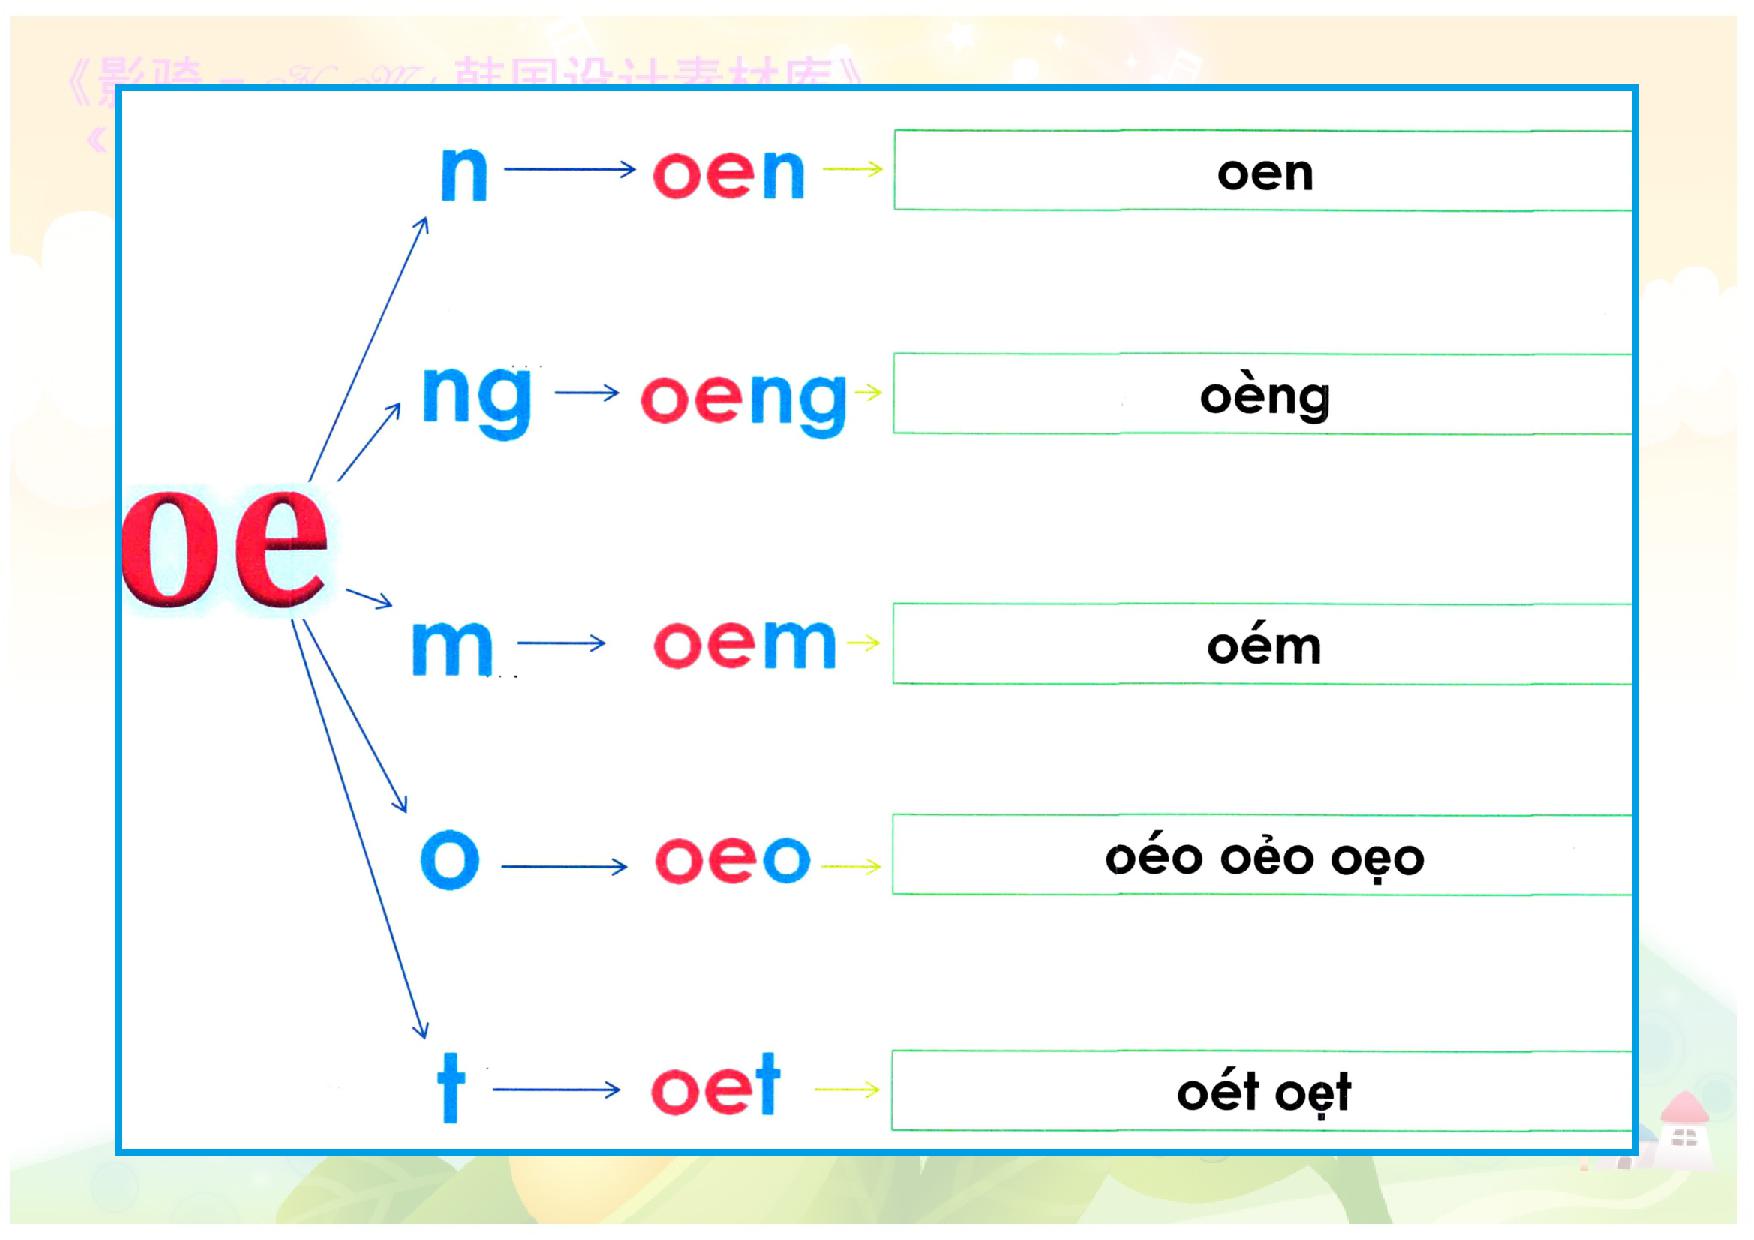 《影骑 - 韩国设计素材库》
《
n oen oen
ng oeng oèng
oe
m oem oém
o oeo oéo oẻo oẹo
t oet oét oẹt